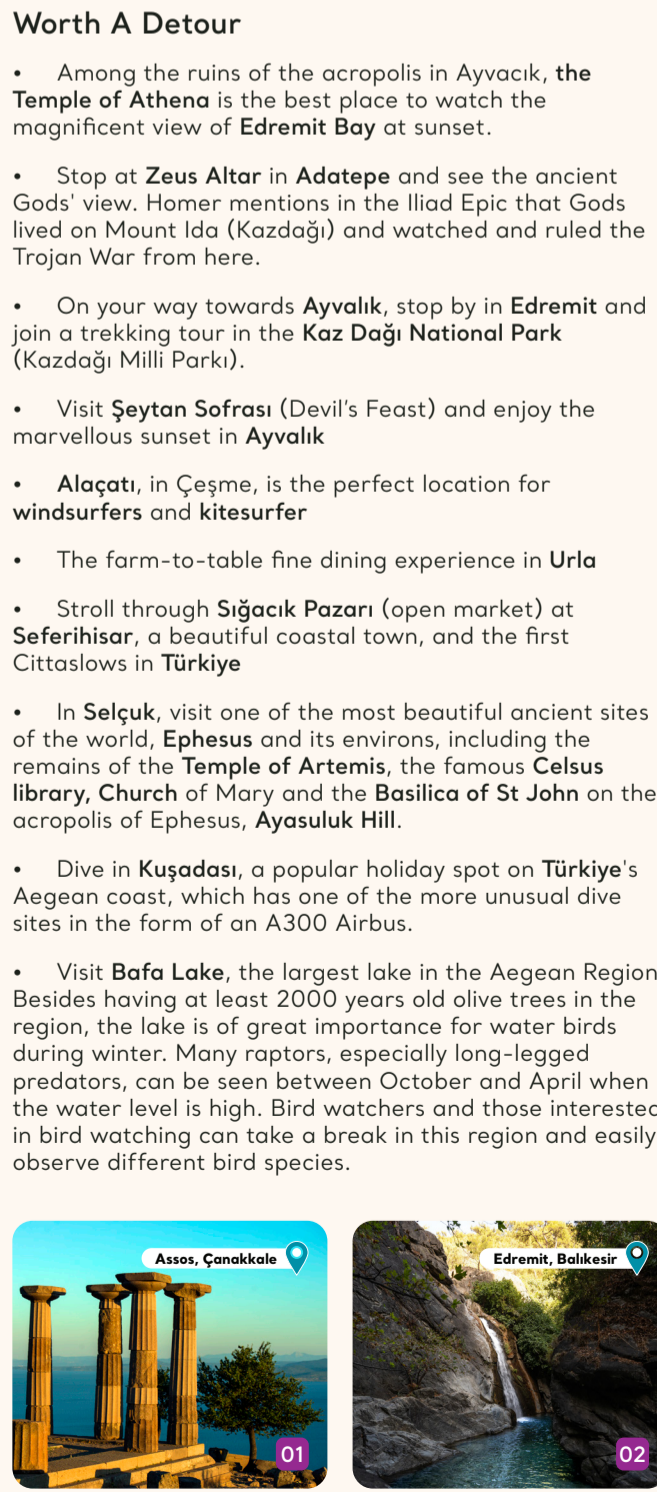 Worth A Detour
• Among the ruins of the acropolis in Ayvacık, the
Temple of Athena is the best place to watch the
magnificent view of Edremit Bay at sunset.
• Stop at Zeus Altar in Adatepe and see the ancient
Gods' view. Homer mentions in the Iliad Epic that Gods
lived on Mount Ida (Kazdağı) and watched and ruled the
Trojan War from here.
• On your way towards Ayvalık, stop by in Edremit and
join a trekking tour in the Kaz Dağı National Park
(Kazdağı Milli Parkı).
• Visit Şeytan Sofrası (Devil’s Feast) and enjoy the
marvellous sunset in Ayvalık
• Alaçatı, in Çeşme, is the perfect location for
windsurfers and kitesurfer
• The farm-to-table fine dining experience in Urla
• Stroll through Sığacık Pazarı (open market) at
Seferihisar, a beautiful coastal town, and the first
Cittaslows in Türkiye
• In Selçuk, visit one of the most beautiful ancient sites
of the world, Ephesus and its environs, including the
remains of the Temple of Artemis, the famous Celsus
library, Church of Mary and the Basilica of St John on the
acropolis of Ephesus, Ayasuluk Hill.
• Dive in Kuşadası, a popular holiday spot on Türkiye's
Aegean coast, which has one of the more unusual dive
sites in the form of an A300 Airbus.
• Visit Bafa Lake, the largest lake in the Aegean Region
Besides having at least 2000 years old olive trees in the
region, the lake is of great importance for water birds
during winter. Many raptors, especially long-legged
predators, can be seen between October and April when
the water level is high. Bird watchers and those interested
in bird watching can take a break in this region and easily
observe different bird species.
Assos, Çanakkale
Edremit, Balıkesir
01
02